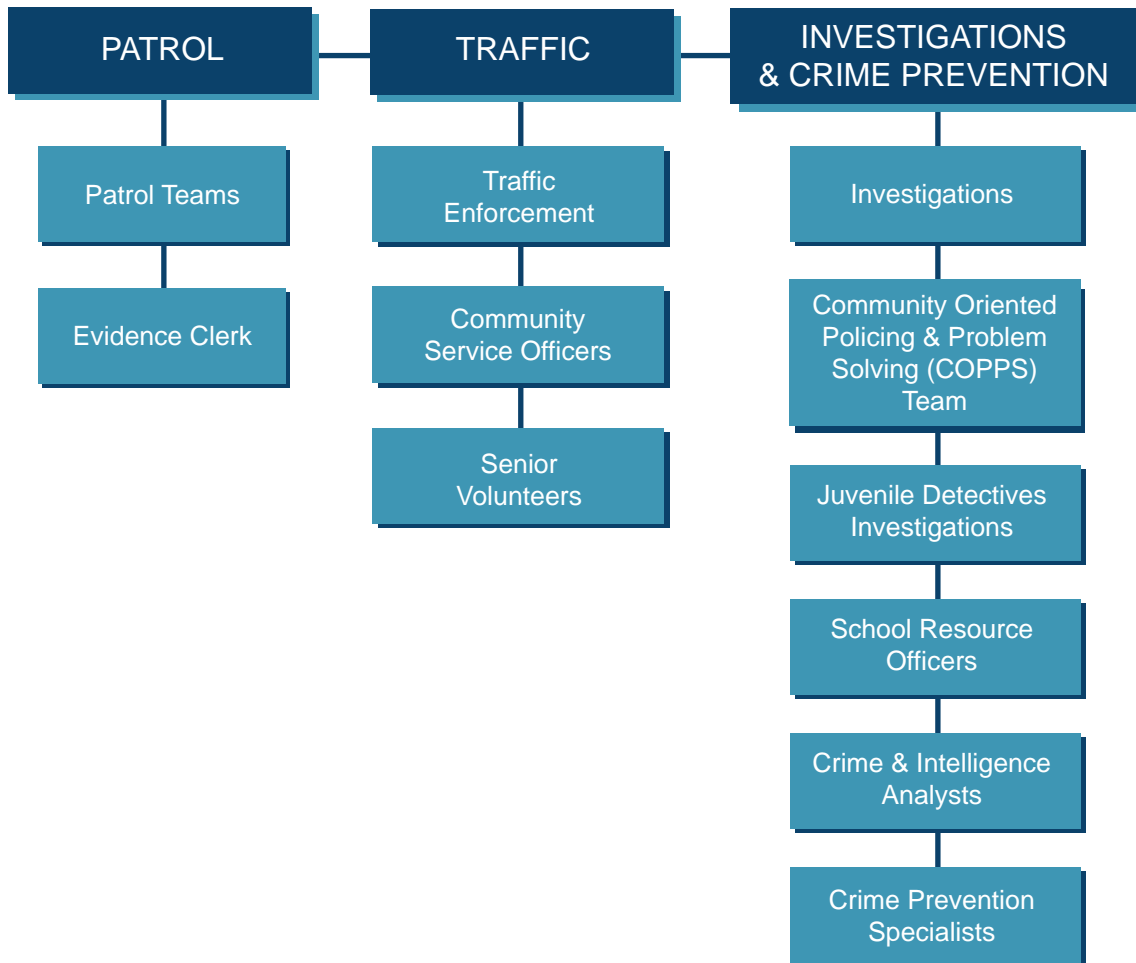 PATROL
Patrol Teams
Evidence Clerk
TRAFFIC
Traffic
Enforcement
Community
Service Officers
Senior
Volunteers
INVESTIGATIONS
& CRIME PREVENTION
Investigations
Community Oriented
Policing & Problem
Solving (COPPS)
Team
Juvenile Detectives
Investigations
School Resource
Officers
Crime & Intelligence
Analysts
Crime Prevention
Specialists